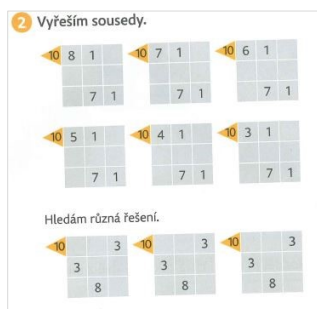 2 Vyřeším sousedy.
10 8 1 10 7 1 10 6 1
7 1 7 1 7 1
10 5 1 10 4 1 10 3 1
7 1 7 1 7 1
Hledám různá řešení.
10 3 10 3 10 3
3 3 3
8 8 8